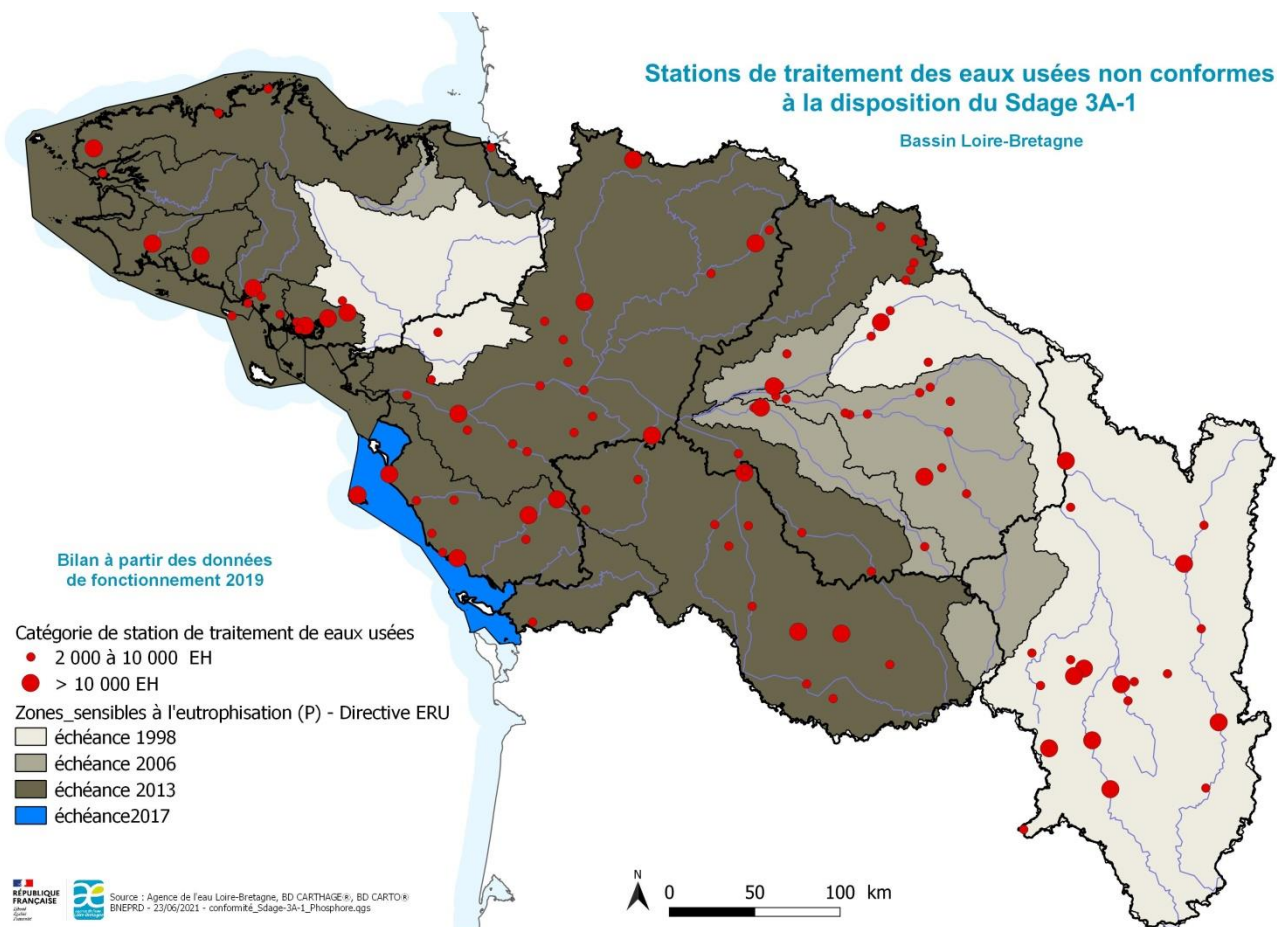 Stations de traitement des eaux usées non conformes
à la disposition du Sdage 3A-1
Bassin Loire-Bretagne
Bilan à partir des données
de fonctionnement 2019
Catégorie de station de traitement de eaux usées
2 000 à 10 000 EH
> 10 000 EH
Zones_sensibles à l'eutrophisation (P) - Directive ERU
échéance 1998
échéance 2006
échéance 2013
échéance2017
RÉPUBLIQUE
FRANÇAISE
Liberté
Égalité
Fraternité
Source : Agence de l'eau Loire-Bretagne, BD CARTHAGE®, BD CARTO®
BNEPRD - 23/06/2021 - conformité_Sdage-3A-1_Phosphore.qgs
N
0 50 100 km